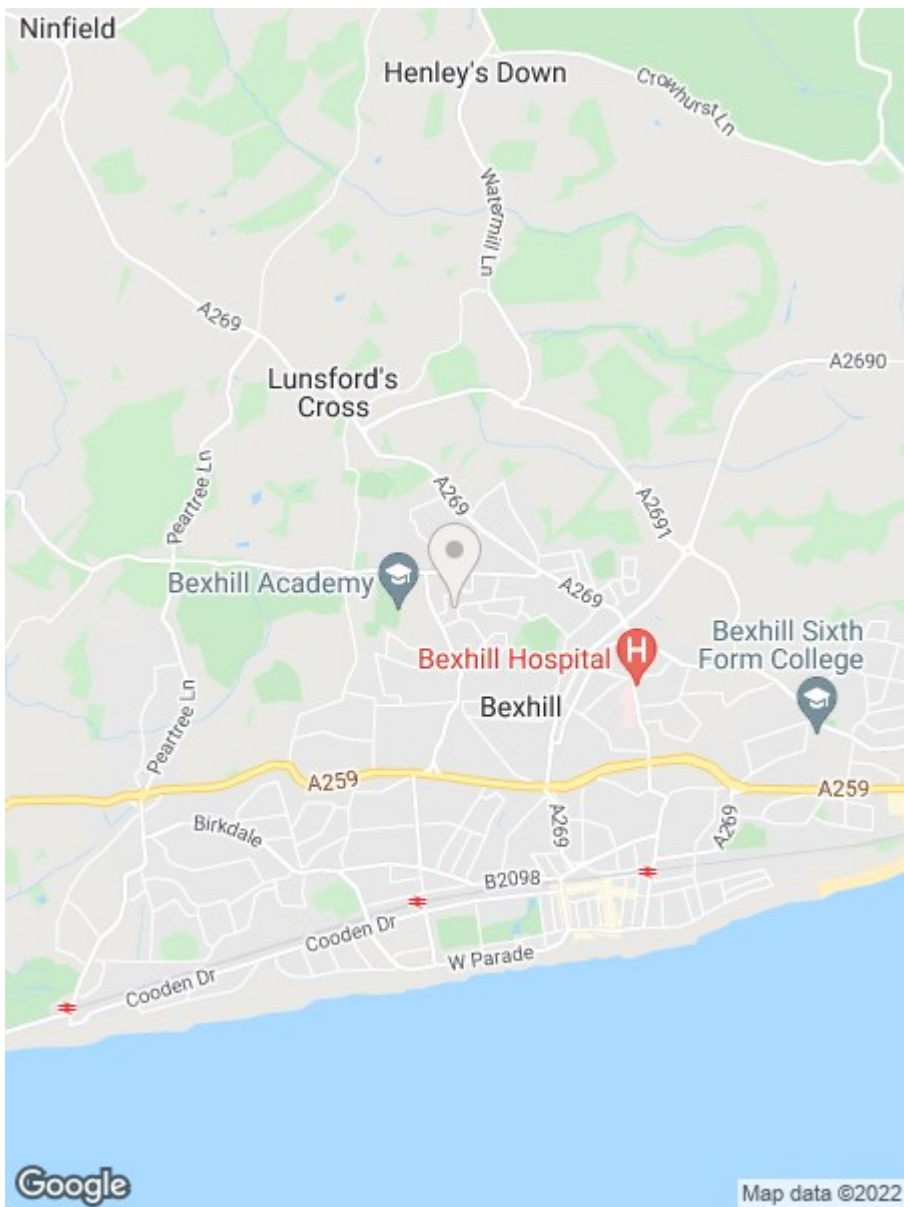 Ninfield
Henley's Down
Crowhurst Ln
Watermill Ln
A269
A2690
Lunsford's
Cross
Peartree Ln
A269
A2691
Bexhill Academy
A269
Bexhill Hospital
H
Bexhill Sixth
Form College
Bexhill
Peartree Ln
A259
A259
Birkdale
A269
A269
B2098
Cooden Dr
W Parade
Cooden Dr
Google
Map data ©2022